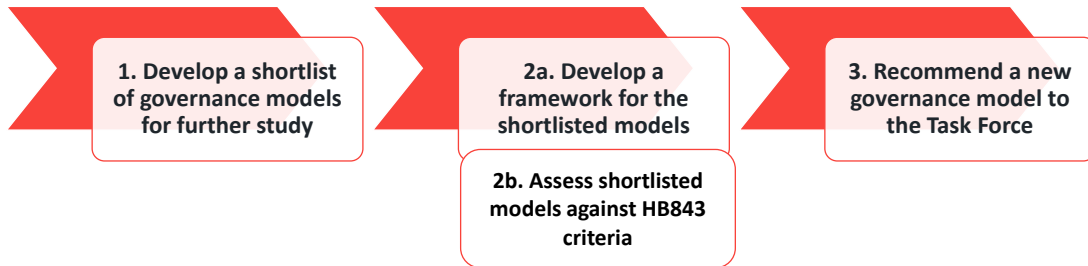 1. Develop a shortlist
of governance models
for further study
2a. Develop a
framework for the
shortlisted models
2b. Assess shortlisted
models against HB843
criteria
3. Recommend a new
governance model to
the Task Force